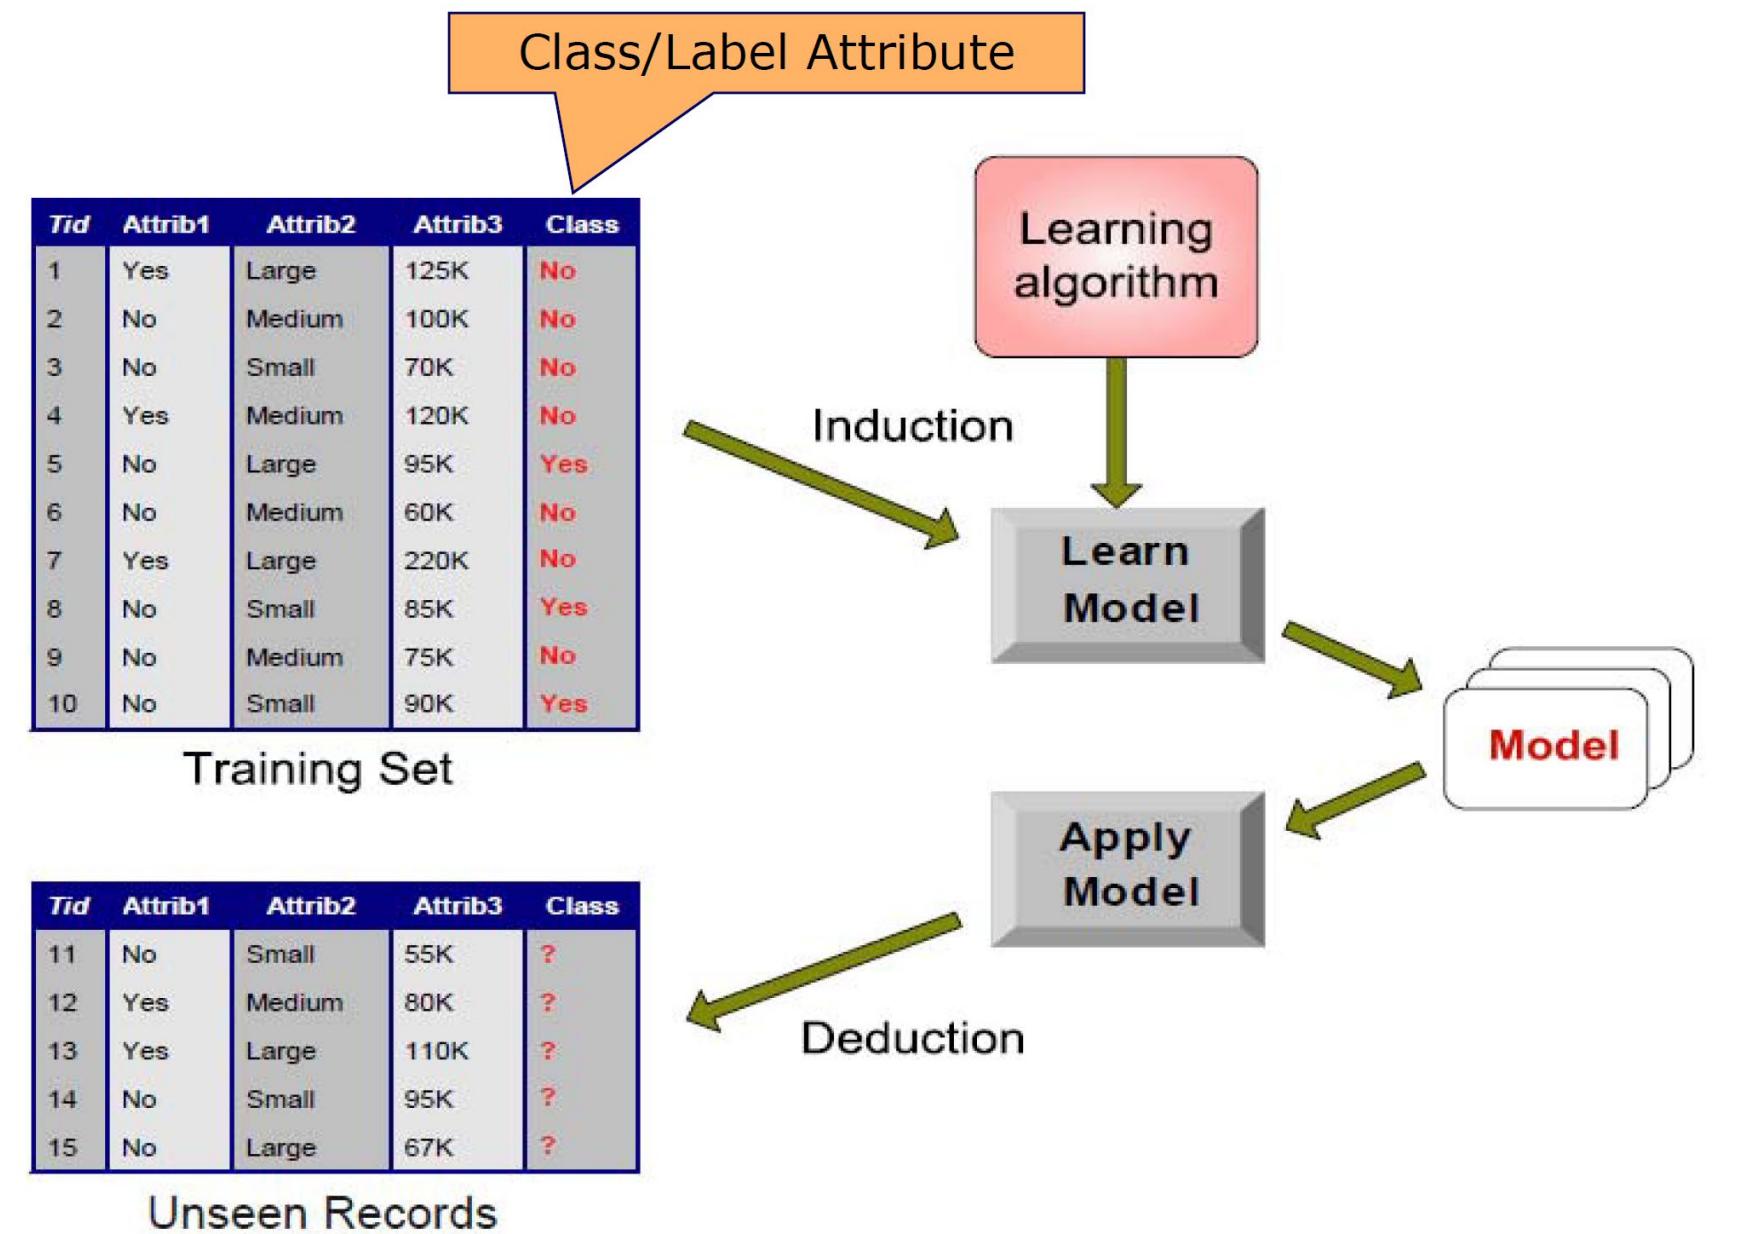 Class/Label Attribute
Tid Attrib1 Attrib2 Attrib3 Class
1 Yes Large 125K No
2 No Medium 100K No
3 No Small 70K No
4 Yes Medium 120K No
5 No Large 95K Yes
6 No Medium 60K No
7 Yes Large 220K No
8 No Small 85K Yes
9 No Medium 75K No
10 No Small 90K Yes
Training Set
Learning
algorithm
Induction
Learn
Model
Model
Apply
Model
Deduction
Tid Attrib1 Attrib2 Attrib3 Class
11 No Small 55K ?
12 Yes Medium 80K ?
13 Yes Large 110K ?
14 No Small 95K ?
15 No Large 67K ?
Unseen Records